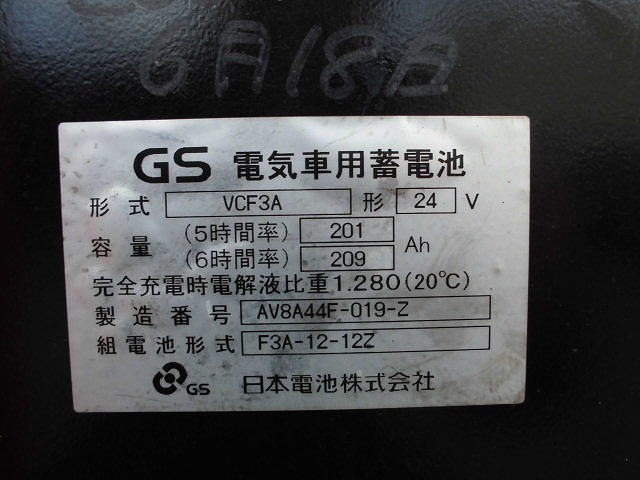 6月18日
GS 電気車用蓄電池
形式 VCF3A 形 24 V
容量 (5時間率) 201 Ah
(6時間率) 209
完全充電時電解液比重1.280(20℃)
製造番号 AV8A44F-019-Z
組電池形式 F3A-12-12Z
GS 日本電池株式会社